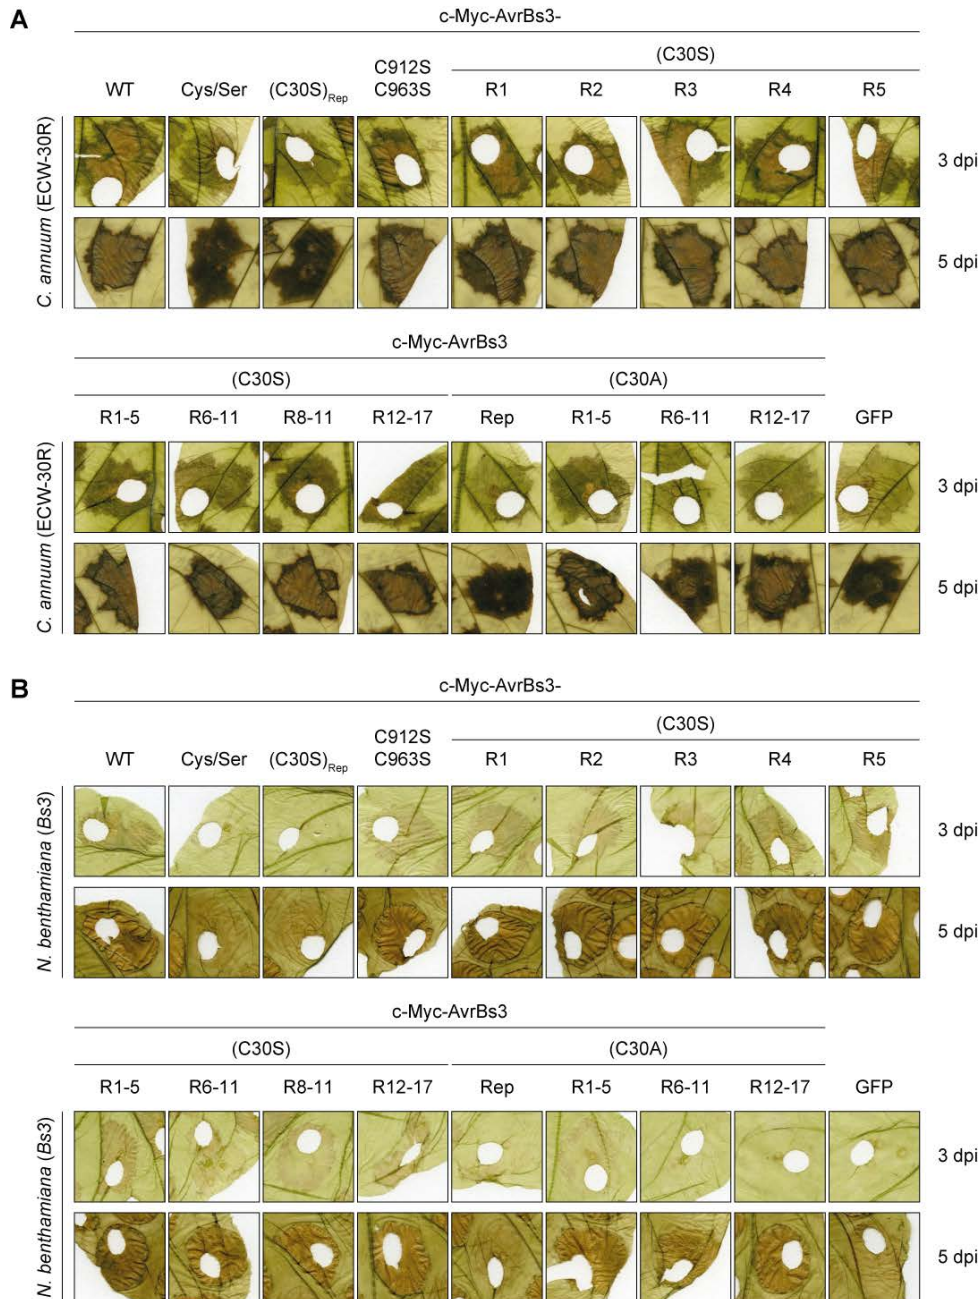 A
c-Myc-AvrBs3-
(C30S)
WT Cys/Ser (C30S)Rep C912S C963S R1 R2 R3 R4 R5
C. annuum (ECW-30R)
3 dpi
5 dpi
c-Myc-AvrBs3
(C30S) (C30A)
R1-5 R6-11 R8-11 R12-17 Rep R1-5 R6-11 R12-17 GFP
C. annuum (ECW-30R)
3 dpi
5 dpi
B
c-Myc-AvrBs3-
(C30S)
WT Cys/Ser (C30S)Rep C912S C963S R1 R2 R3 R4 R5
N. benthamiana (Bs3)
3 dpi
5 dpi
c-Myc-AvrBs3
(C30S) (C30A)
R1-5 R6-11 R8-11 R12-17 Rep R1-5 R6-11 R12-17 GFP
N. benthamiana (Bs3)
3 dpi
5 dpi